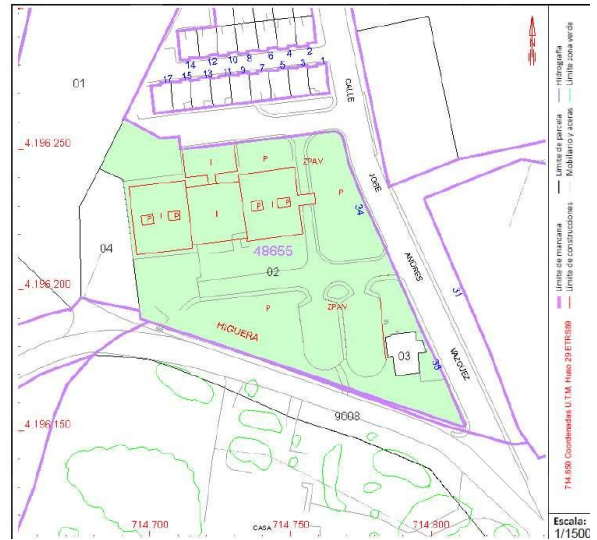 01
14 12 10 8 6 4 2
17 15 13 11 9 7 5 3 1
CALLE
4.196.250
I
P
ZPAV
JOSE
P
P I P
I
P I P
34
04
48655
02
ANDRES
4.196.200
31
P
ZPAV
HIGUERA
03
VAZQUEZ
35
9008
4.196.150
714.700
714.750
714.800
CASA
Hidrografía
Límite zona verde
Límite de parcela
Mobiliario y aceras
Límite de manzana
Límite de construcciones
714.850 Coordenadas U.T.M. Huso 29 ETRS89
Escala:
1/1500